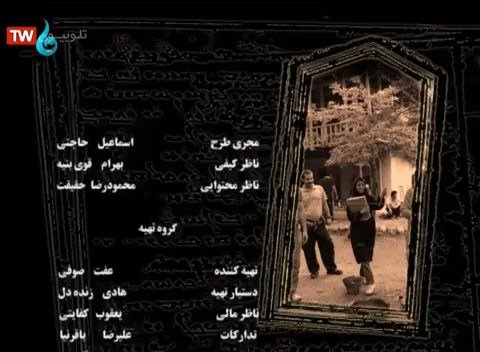 TW تلوبیون
مجری طرح اسماعیل حاجتی
ناظر کیفی بهرام قوی بنیه
ناظر محتوایی محمودرضا حقیقت
گروه تهیه
تهیه کننده عفت صوفی
دستیار تهیه هادی زنده دل
ناظر مالی یعقوب کفایتی
تدارکات علیرضا باقرنیا